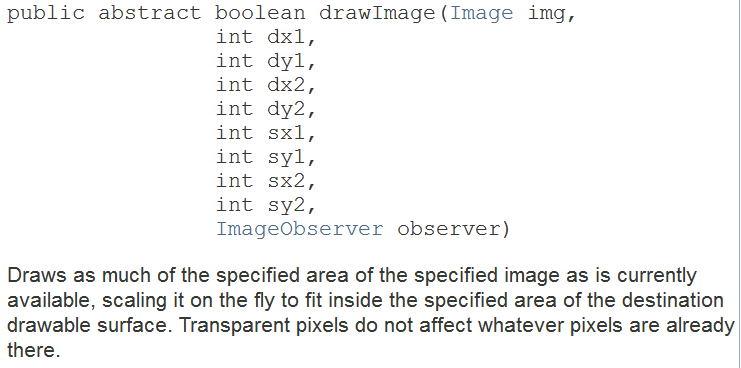 public abstract boolean drawImage(Image img,
int dx1,
int dy1,
int dx2,
int dy2,
int sx1,
int sy1,
int sx2,
int sy2,
ImageObserver observer)
Draws as much of the specified area of the specified image as is currently
available, scaling it on the fly to fit inside the specified area of the destination
drawable surface. Transparent pixels do not affect whatever pixels are already
there.